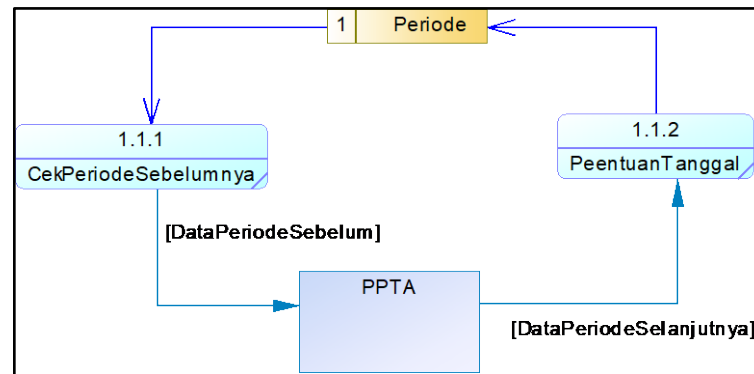 1 Periode
1.1.1
CekPeriodeSebelumnya
1.1.2
PeentuanTanggal
[DataPeriodeSebelum]
PPTA
[DataPeriodeSelanjutnya]